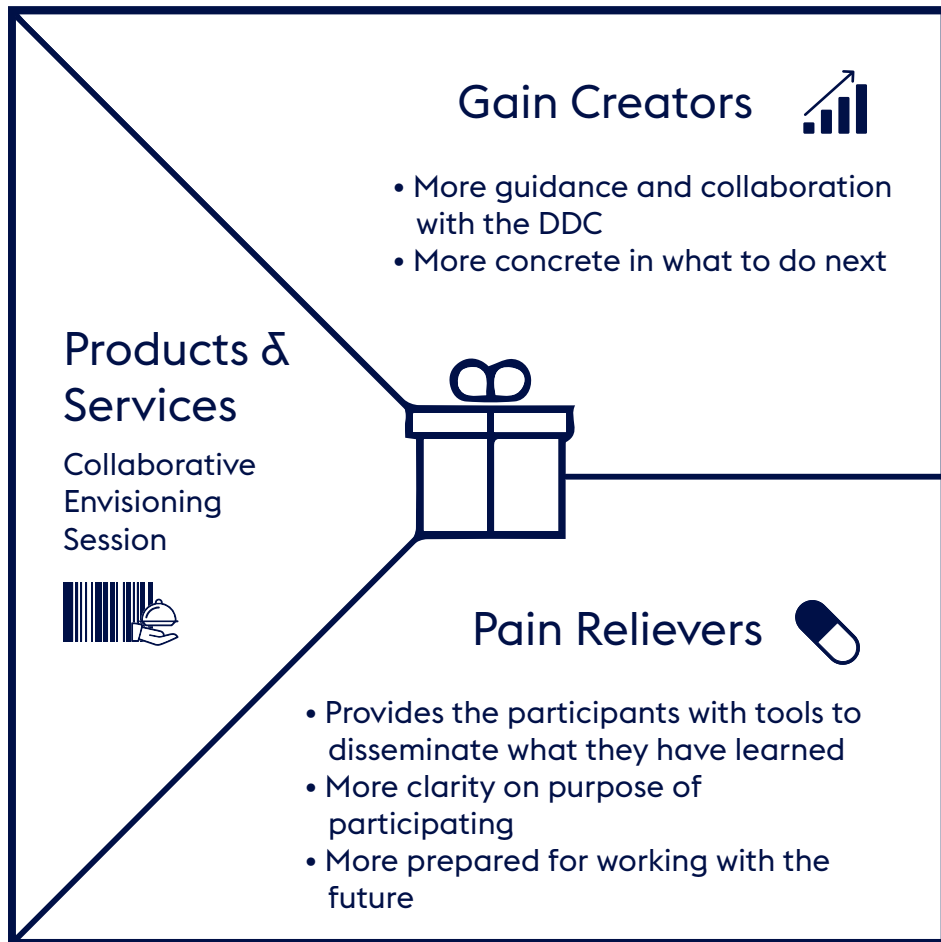 Gain Creators
• More guidance and collaboration
with the DDC
• More concrete in what to do next
Products &
Services
Collaborative
Envisioning
Session
Pain Relievers
• Provides the participants with tools to
disseminate what they have learned
• More clarity on purpose of
participating
• More prepared for working with the
future